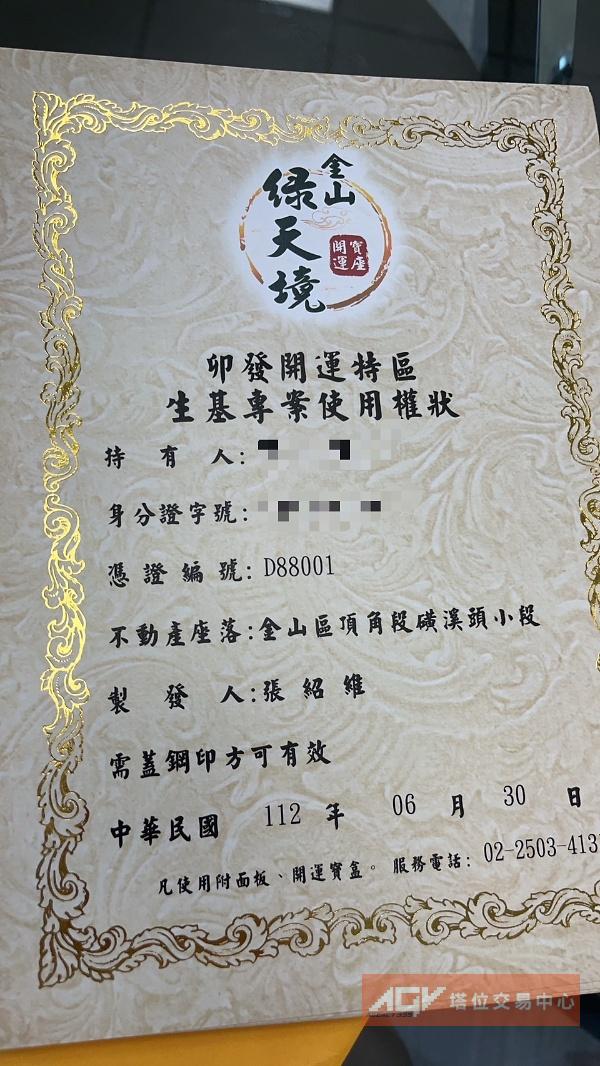 金山
綠天境
開運寶座
卯發開運特區
生基專案使用權狀
持有人:
身分證字號:
憑證編號: D88001
不動產座落:金山區頂角段磺溪頭小段
製發人:張紹維
需蓋鋼印方可有效
中華民國 112 年 06 月 30 日
凡使用附面板、開運寶盒。 服務電話: 02-2503-413
AGV 塔位交易中心